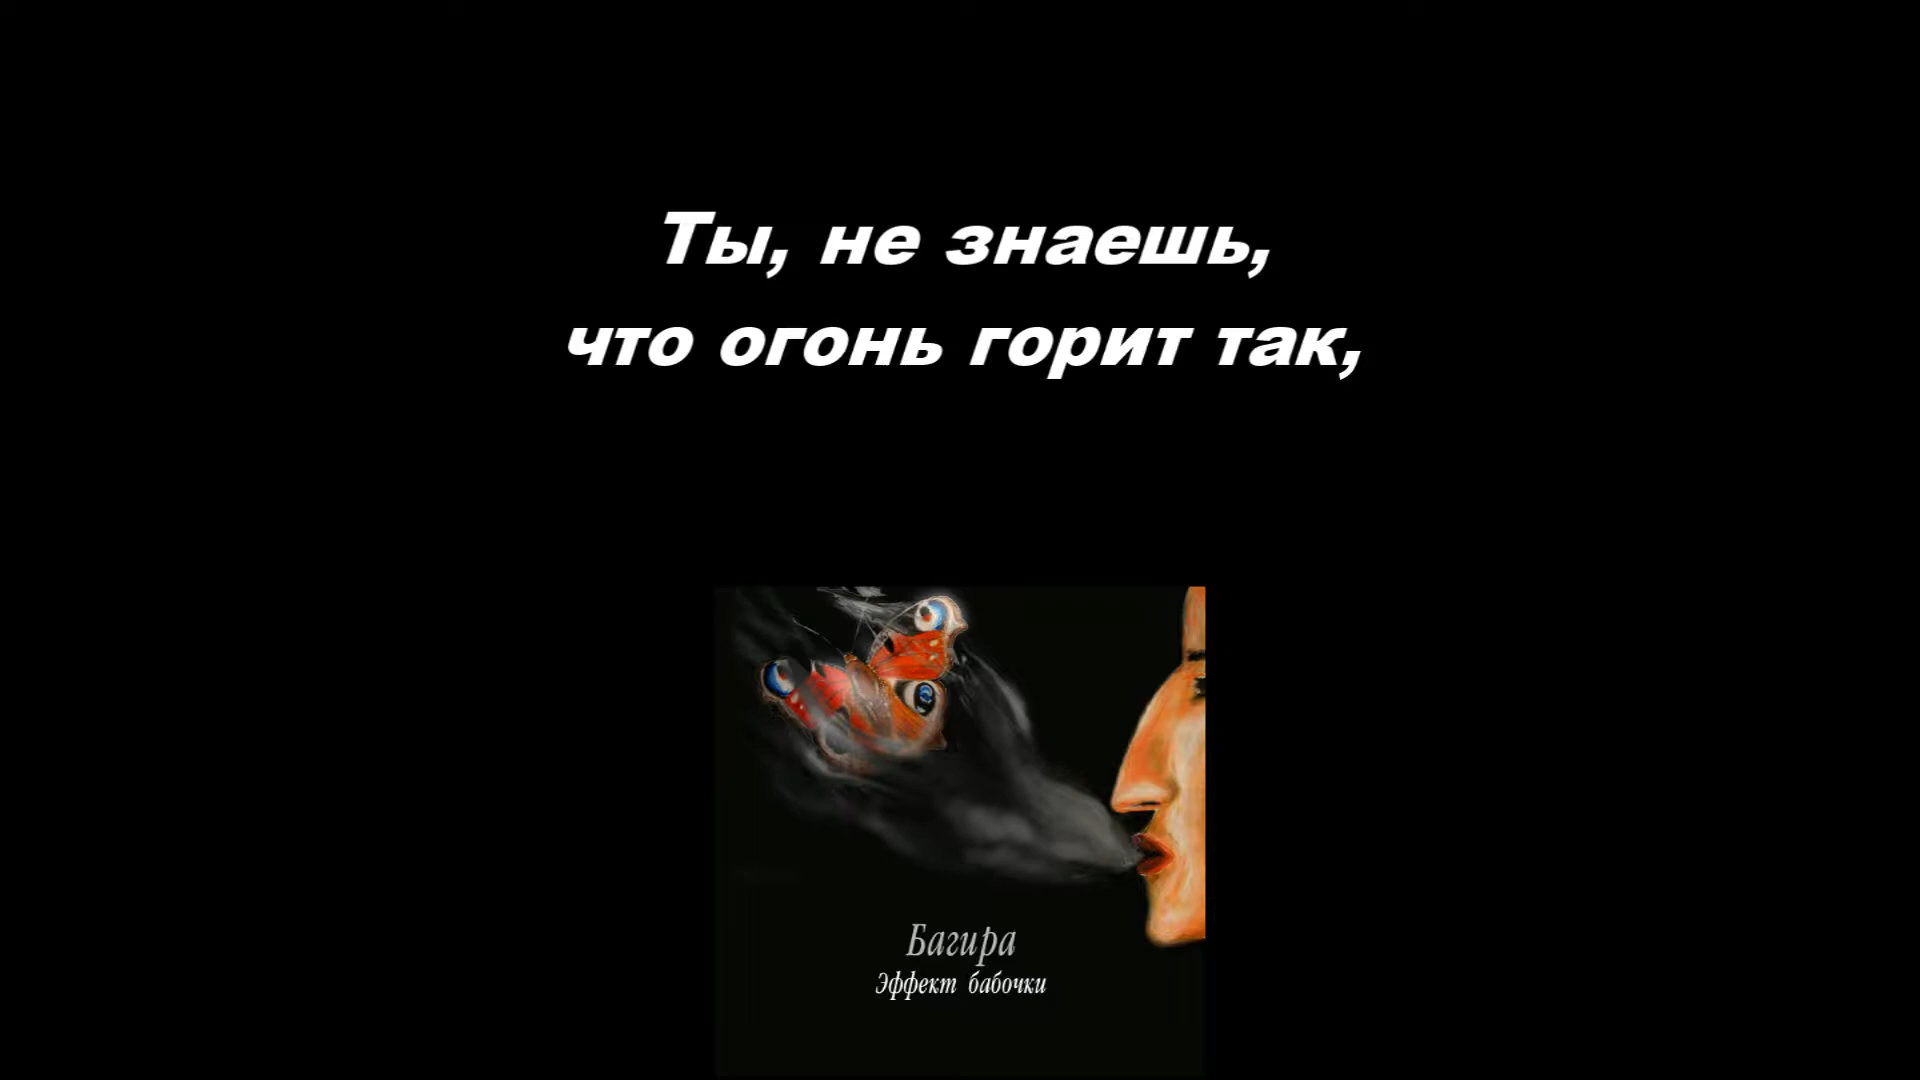 Ты, не знаешь,
что огонь горит так,
Багира
Эффект бабочки